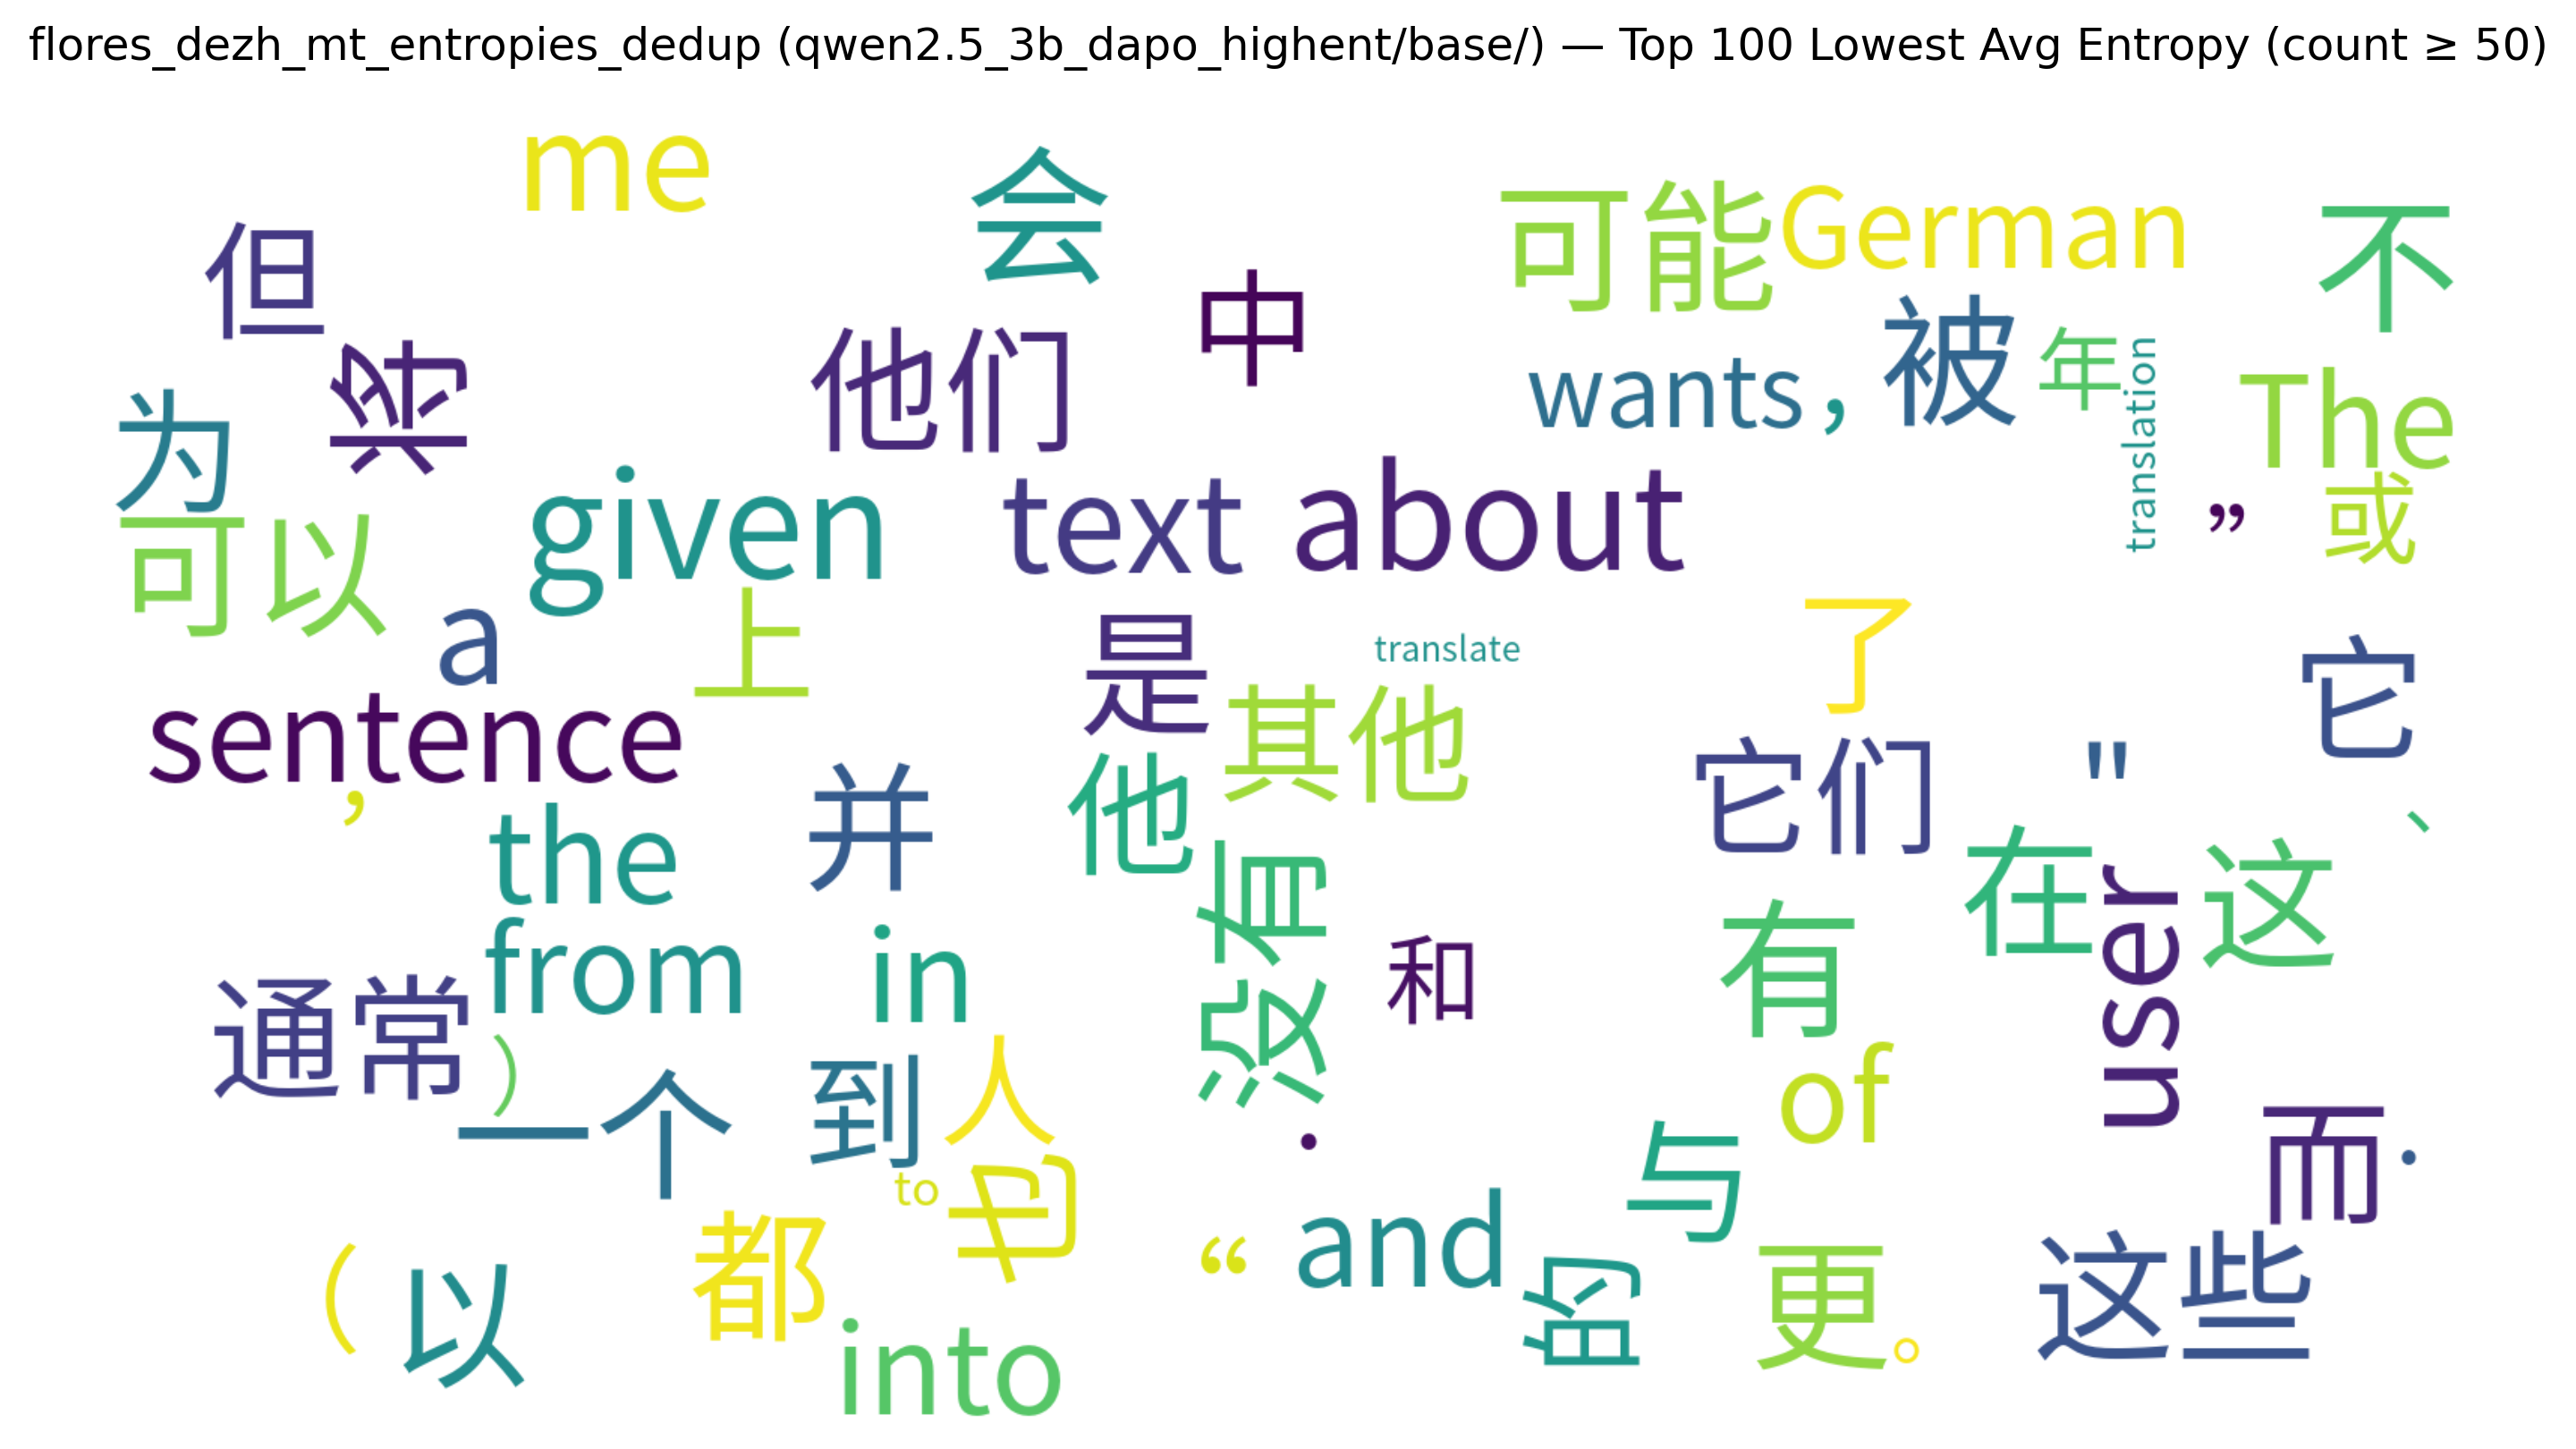 flores_dezh_mt_entropies_dedup (qwen2.5_3b_dapo_highent/base/) — Top 100 Lowest Avg Entropy (count ≥ 50)
me
会
可能
German
不
但
中
将
他们
wants
，
被
年
translation
The
为
given
text
about
”
或
可以
a
上
是
translate
了
它
sentence
其他
,
并
他
它们
"
、
the
没有
在
user
这
from
in
和
有
通常
)
一个
到
人
.
of
而
·
to
也
与
(
以
都
“
and
的
更
。
这些
into